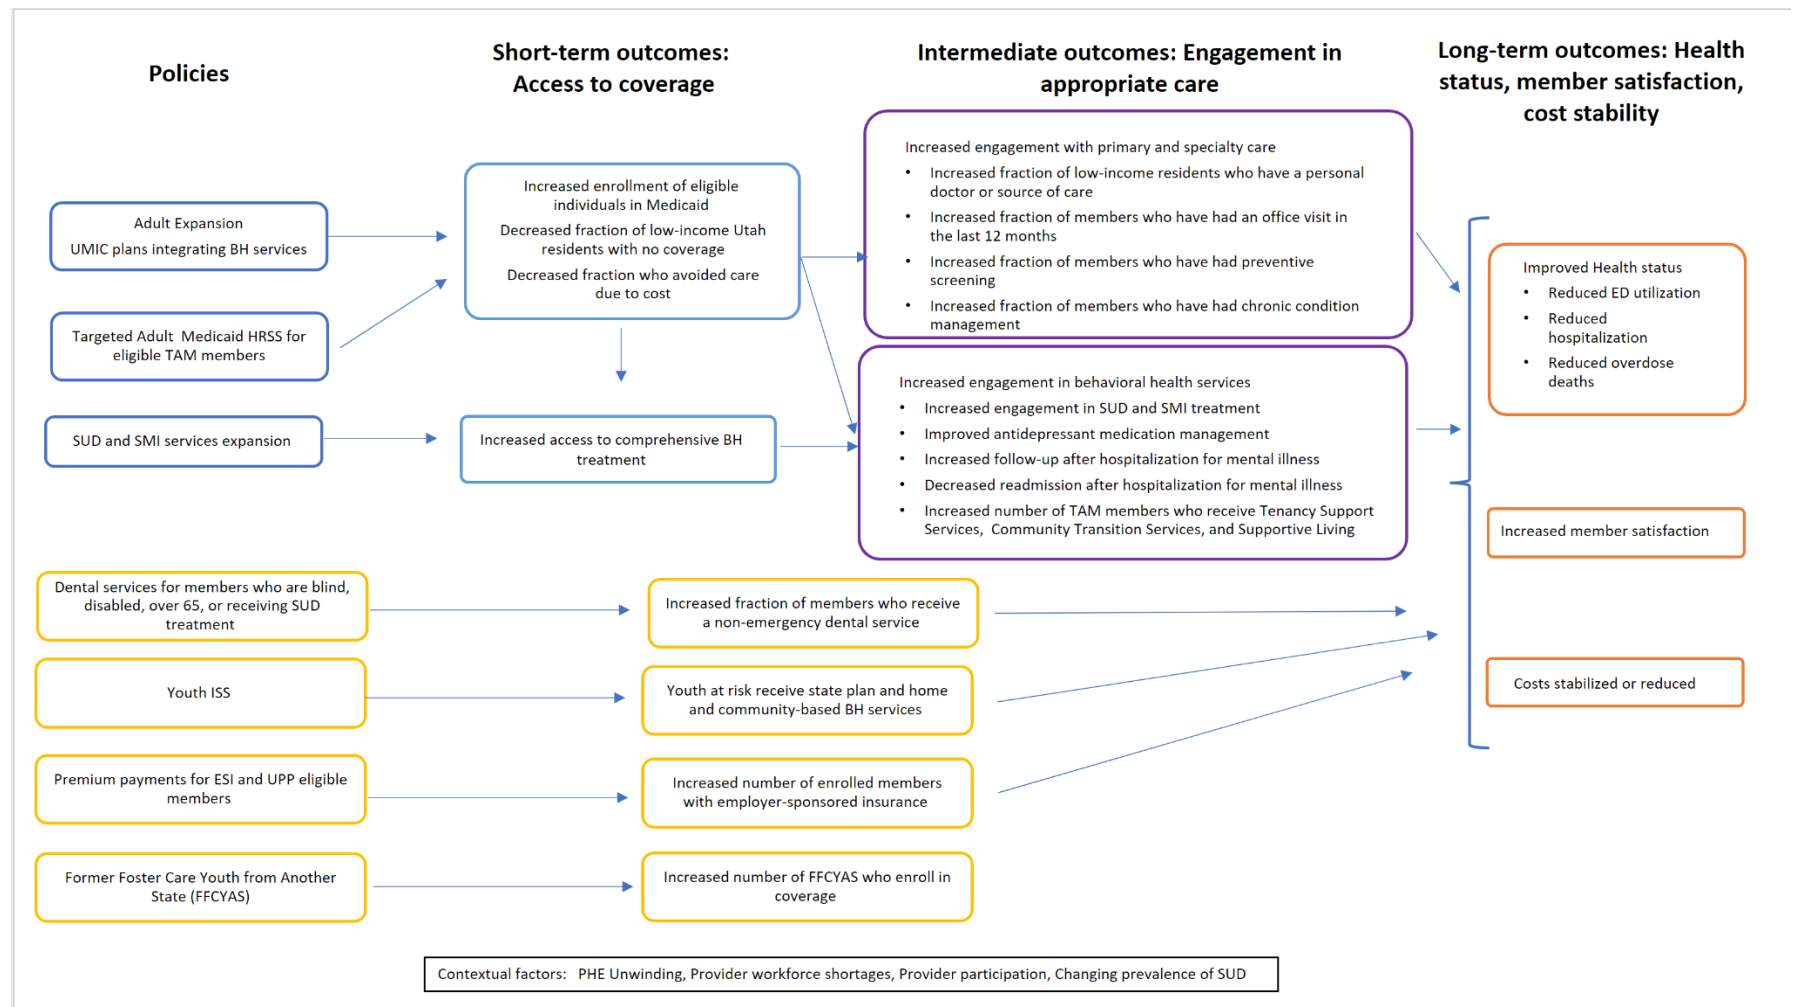 Policies
Short-term outcomes:
Access to coverage
Intermediate outcomes: Engagement in
appropriate care
Long-term outcomes: Health
status, member satisfaction,
cost stability
Adult Expansion
UMIC plans integrating BH services
Targeted Adult  Medicaid HRSS for
eligible TAM members
SUD and SMI services expansion
Increased enrollment of eligible
individuals in Medicaid
Decreased fraction of low-income Utah
residents with no coverage
Decreased fraction who avoided care
due to cost
Increased access to comprehensive BH
treatment
Increased engagement with primary and specialty care
• Increased fraction of low-income residents who have a personal
doctor or source of care
• Increased fraction of members who have had an office visit in
the last 12 months
• Increased fraction of members who have had preventive
screening
• Increased fraction of members who have had chronic condition
management
Increased engagement in behavioral health services
• Increased engagement in SUD and SMI treatment
• Improved antidepressant medication management
• Increased follow-up after hospitalization for mental illness
• Decreased readmission after hospitalization for mental illness
• Increased number of TAM members who receive Tenancy Support
Services,  Community Transition Services, and Supportive Living
Improved Health status
• Reduced ED utilization
• Reduced
hospitalization
• Reduced overdose
deaths
Increased member satisfaction
Costs stabilized or reduced
Dental services for members who are blind,
disabled, over 65, or receiving SUD
treatment
Increased fraction of members who receive
a non-emergency dental service
Youth ISS
Youth at risk receive state plan and home
and community-based BH services
Premium payments for ESI and UPP eligible
members
Increased number of enrolled members
with employer-sponsored insurance
Former Foster Care Youth from Another
State (FFCYAS)
Increased number of FFCYAS who enroll in
coverage
Contextual factors:   PHE Unwinding, Provider workforce shortages, Provider participation, Changing prevalence of SUD